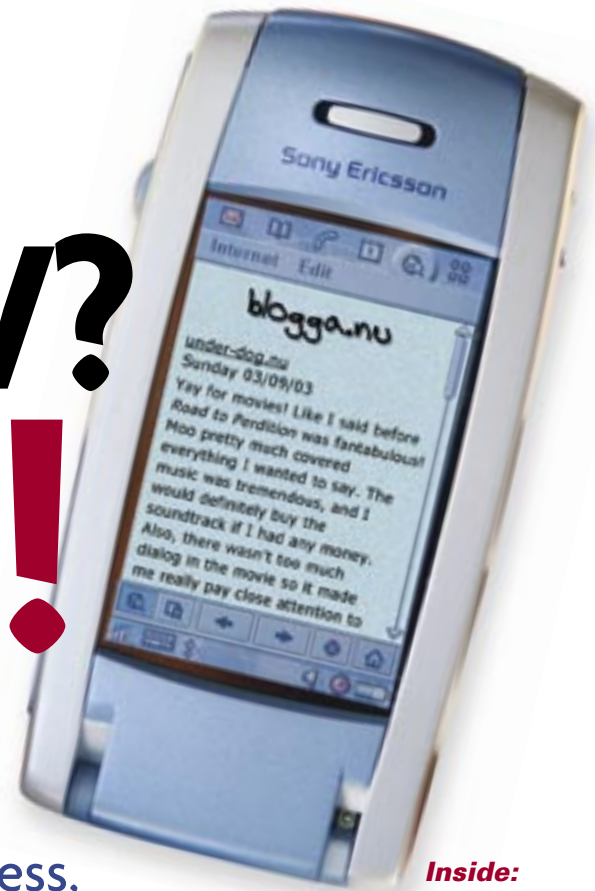 Sony Ericsson
Internet Edit
blogga.nu
under-dog.nu
Sunday 03/09/03
Yay for movies! Like I said before
Road to Perdition was fantabulous!
Moo pretty much covered
everything I wanted to say. The
music was tremendous, and I
would definitely buy the
soundtrack if I had any money.
Also, there wasn't too much
dialog in the movie so it made
me really pay close attention to
?
!
ess.
Inside: